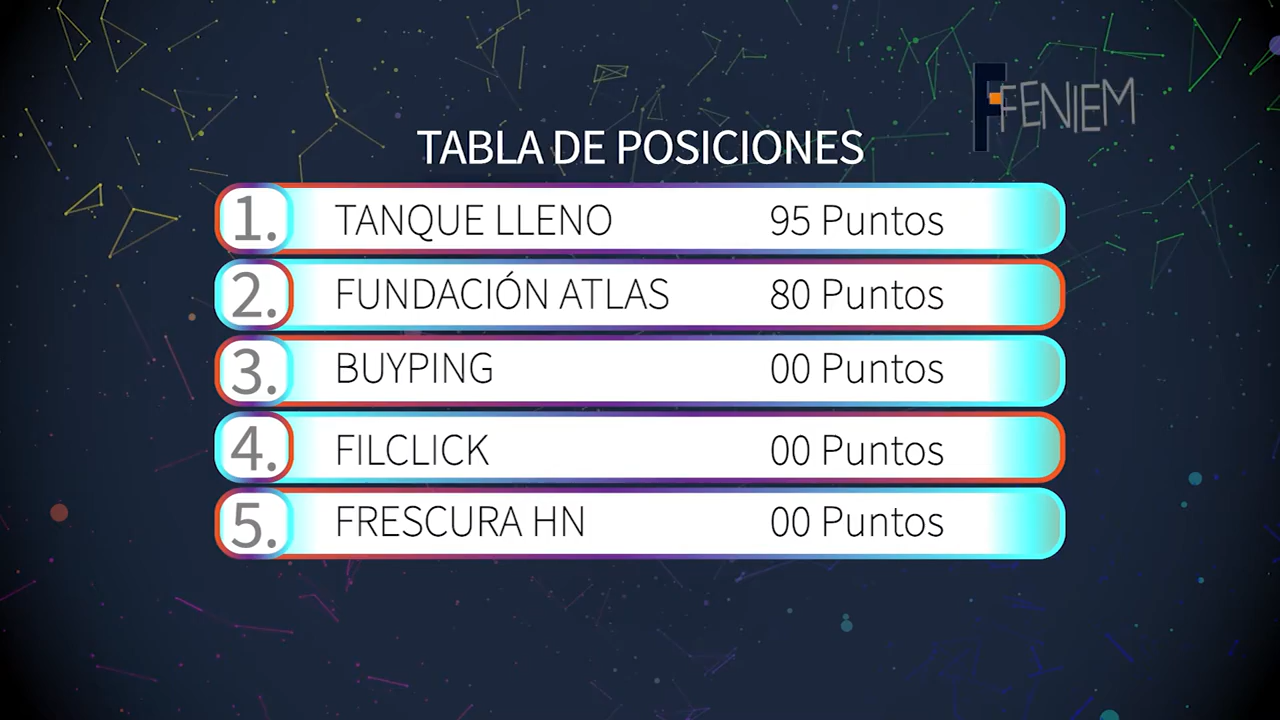 FENIEM
TABLA DE POSICIONES
1. TANQUE LLENO 95 Puntos
2. FUNDACIÓN ATLAS 80 Puntos
3. BUYPING 00 Puntos
4. FILCLICK 00 Puntos
5. FRESCURA HN 00 Puntos